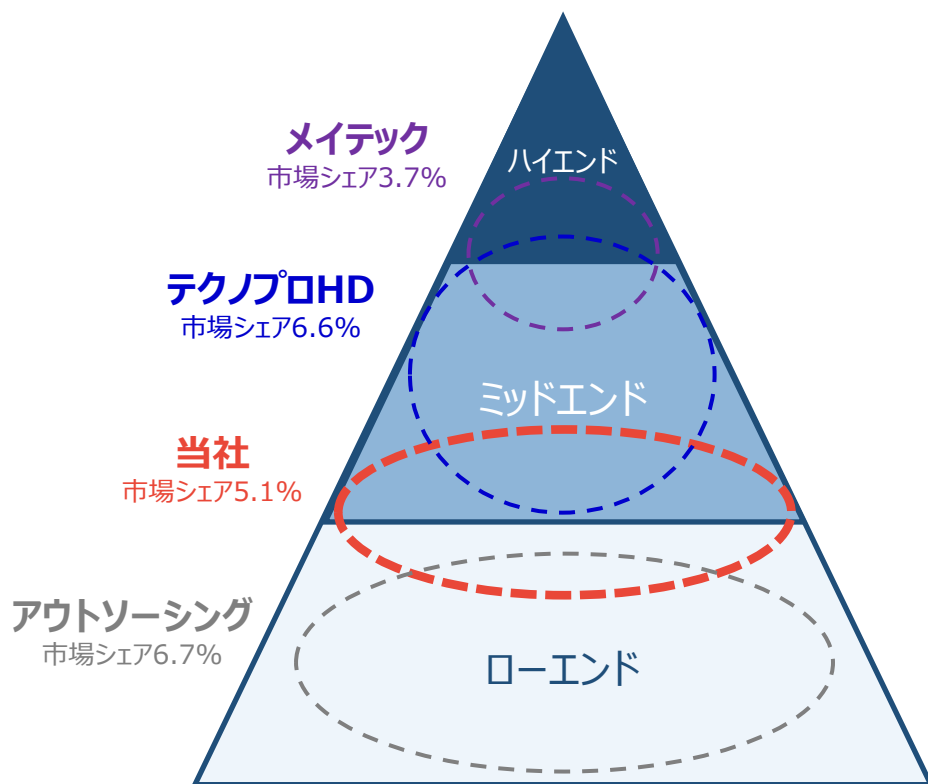 メイテック
市場シェア3.7%
ハイエンド
テクノプロHD
市場シェア6.6%
ミッドエンド
当社
市場シェア5.1%
アウトソーシング
市場シェア6.7%
ローエンド